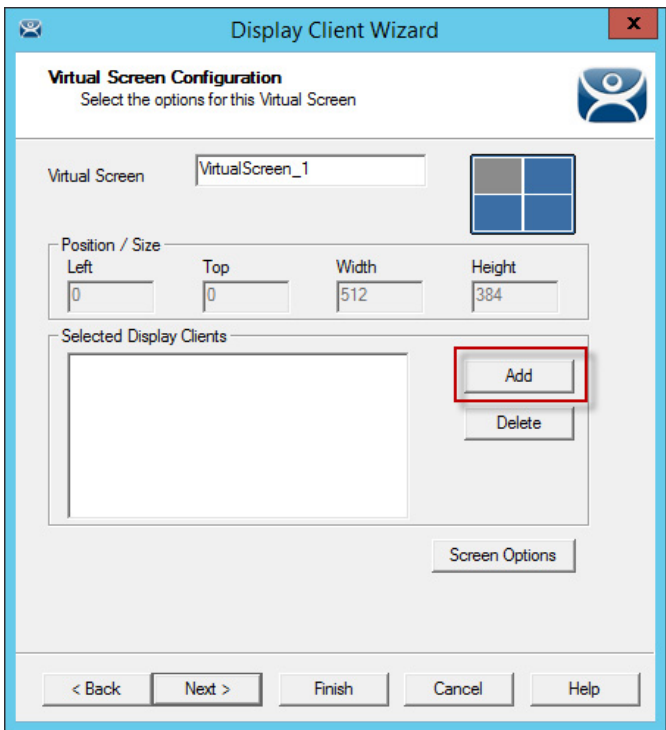 Display Client Wizard
x
Virtual Screen Configuration
Select the options for this Virtual Screen
Virtual Screen VirtualScreen_1
Position / Size
Left Top Width Height
0 0 512 384
Selected Display Clients
Add
Delete
Screen Options
< Back Next > Finish Cancel Help